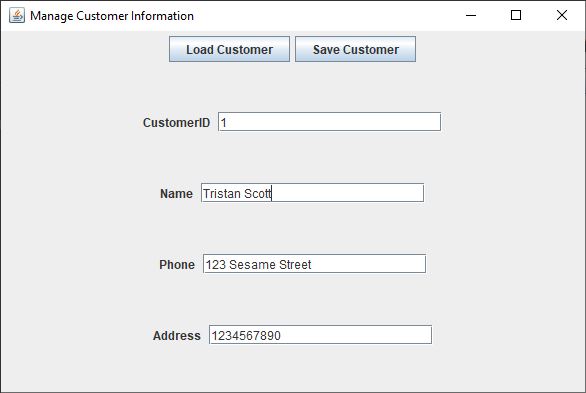 Manage Customer Information
Load Customer Save Customer
CustomerID 1
Name Tristan Scott
Phone 123 Sesame Street
Address 1234567890